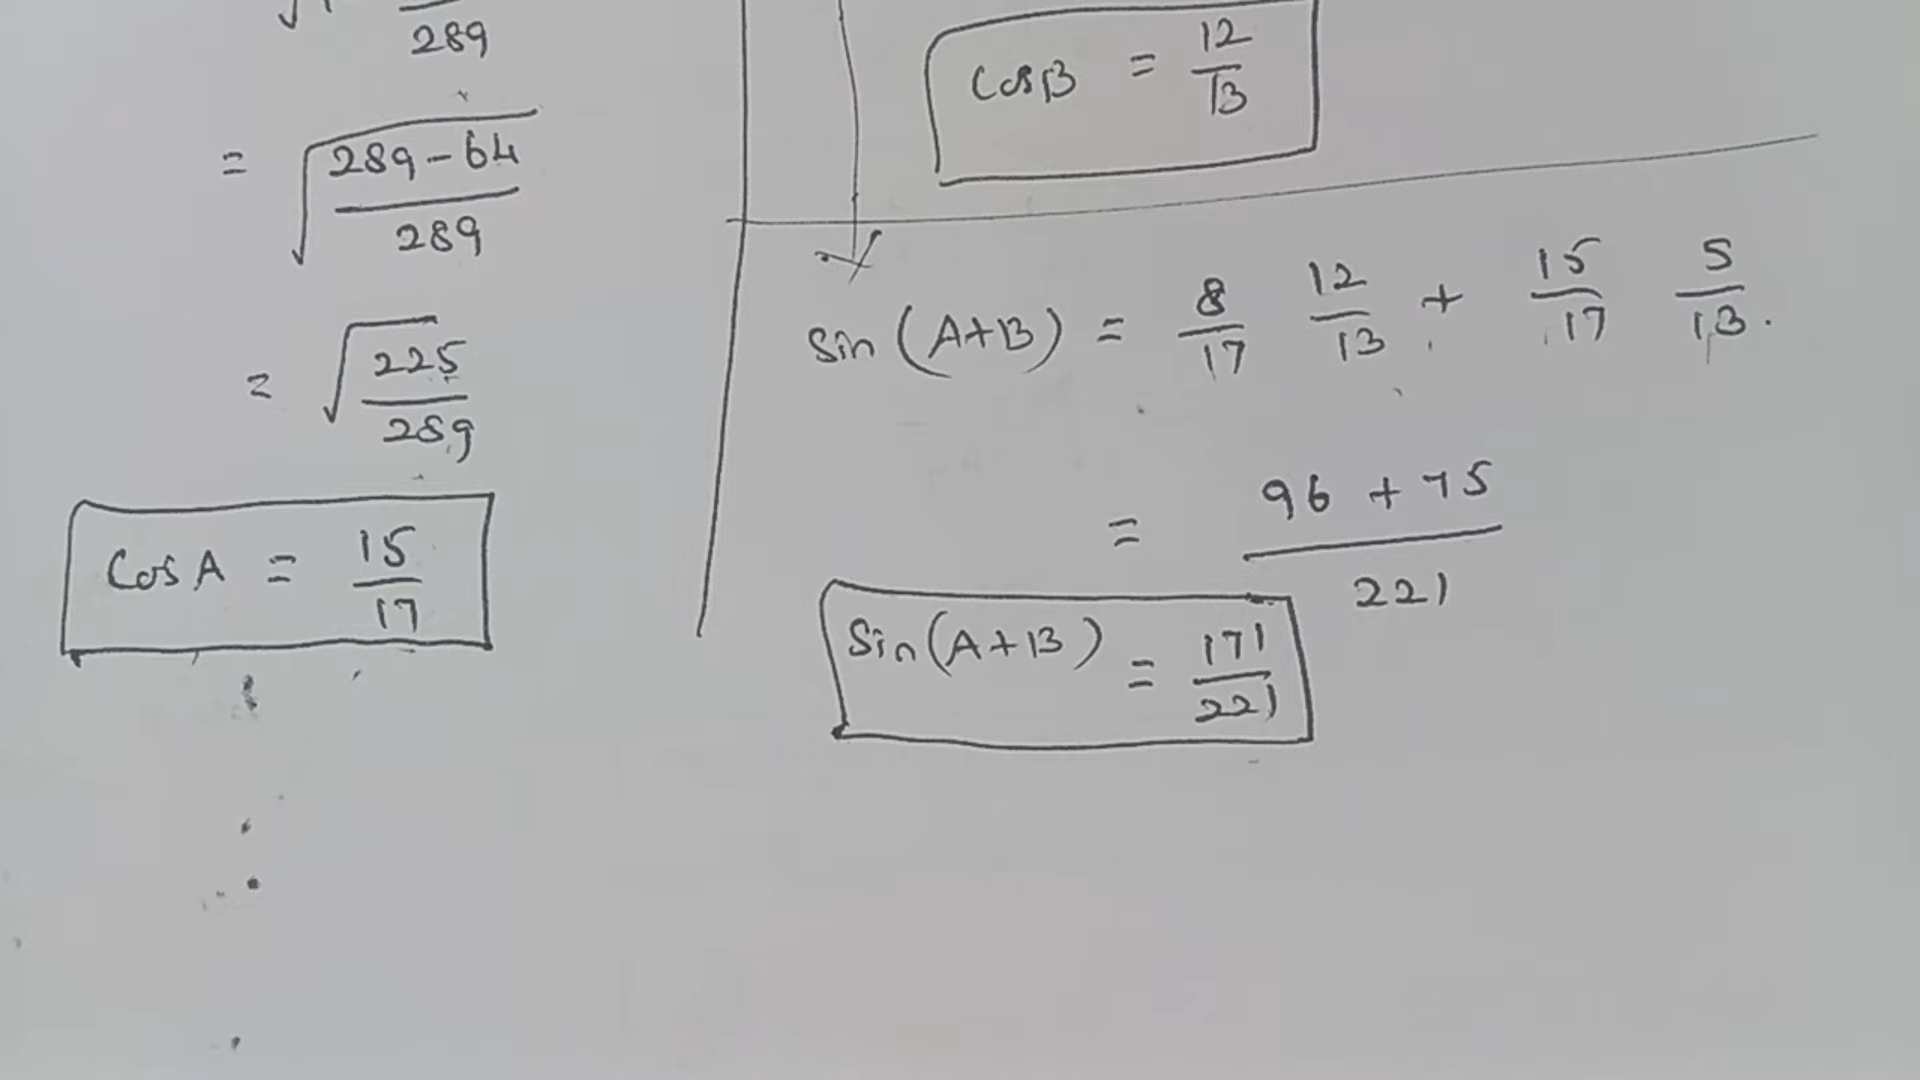 289
= √(289-64/289)
= √(225/289)
Cos A = 15/17
Cos B = 12/13
Sin (A+B) = 8/17 12/13 + 15/17 5/13.
= 96 + 75/221
Sin (A+B) = 171/221